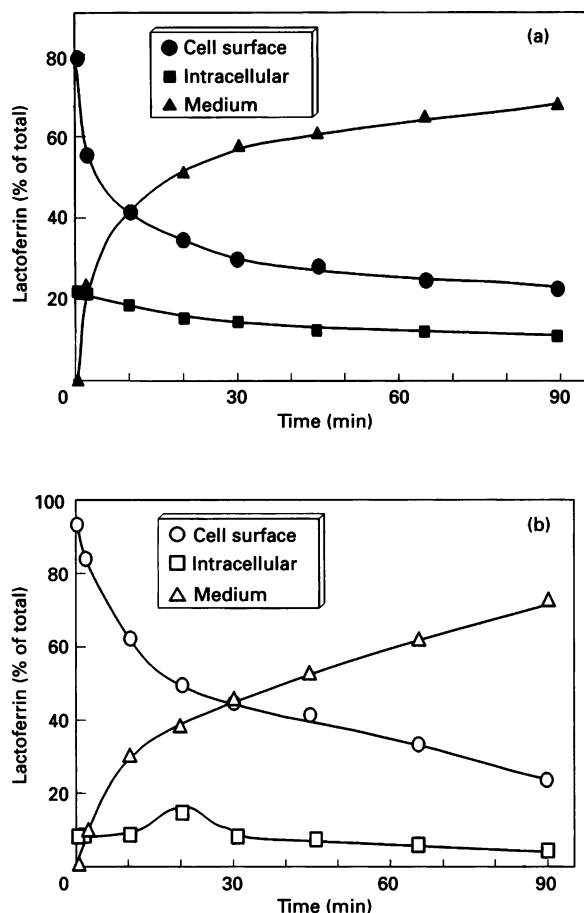 (a)
Cell surface
Intracellular
Medium
Lactoferrin (% of total)
80
60
40
20
0
30
60
90
Time (min)
(b)
Cell surface
Intracellular
Medium
Lactoferrin (% of total)
100
80
60
40
20
0
30
60
90
Time (min)